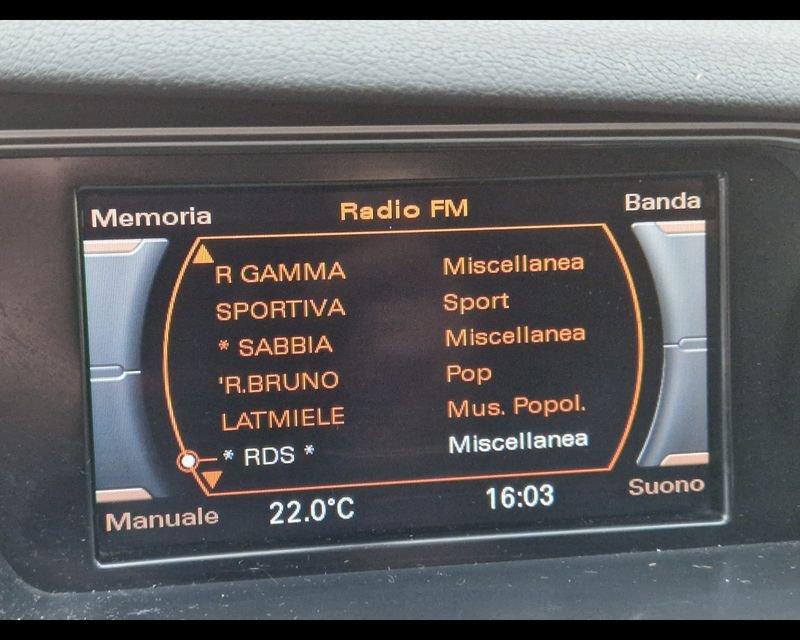 Memoria Radio FM Banda
R GAMMA Miscellanea
SPORTIVA Sport
* SABBIA Miscellanea
'R.BRUNO Pop
LATMIELE Mus. Popol.
* RDS * Miscellanea
Manuale 22.0°C 16:03 Suono